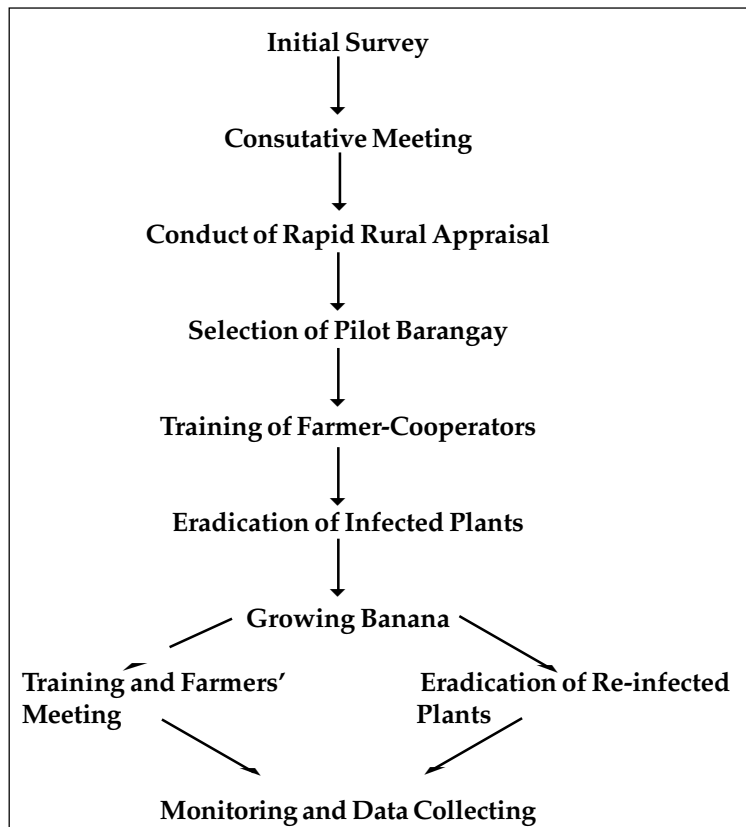 Initial Survey
Consutative Meeting
Conduct of Rapid Rural Appraisal
Selection of Pilot Barangay
Training of Farmer-Cooperators
Eradication of Infected Plants
Growing Banana
Training and Farmers’
Meeting
Eradication of Re-infected
Plants
Monitoring and Data Collecting